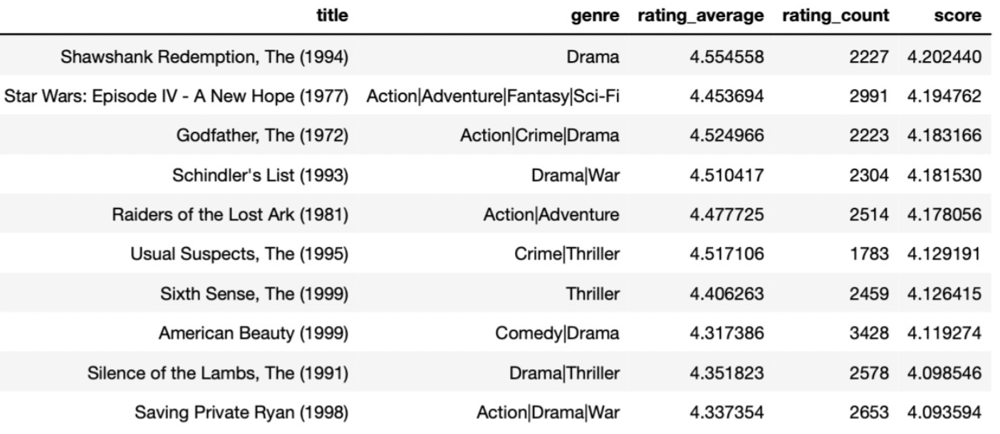 title genre rating_average rating_count score
Shawshank Redemption, The (1994) Drama 4.554558 2227 4.202440
Star Wars: Episode IV - A New Hope (1977) Action|Adventure|Fantasy|Sci-Fi 4.453694 2991 4.194762
Godfather, The (1972) Action|Crime|Drama 4.524966 2223 4.183166
Schindler's List (1993) Drama|War 4.510417 2304 4.181530
Raiders of the Lost Ark (1981) Action|Adventure 4.477725 2514 4.178056
Usual Suspects, The (1995) Crime|Thriller 4.517106 1783 4.129191
Sixth Sense, The (1999) Thriller 4.406263 2459 4.126415
American Beauty (1999) Comedy|Drama 4.317386 3428 4.119274
Silence of the Lambs, The (1991) Drama|Thriller 4.351823 2578 4.098546
Saving Private Ryan (1998) Action|Drama|War 4.337354 2653 4.093594